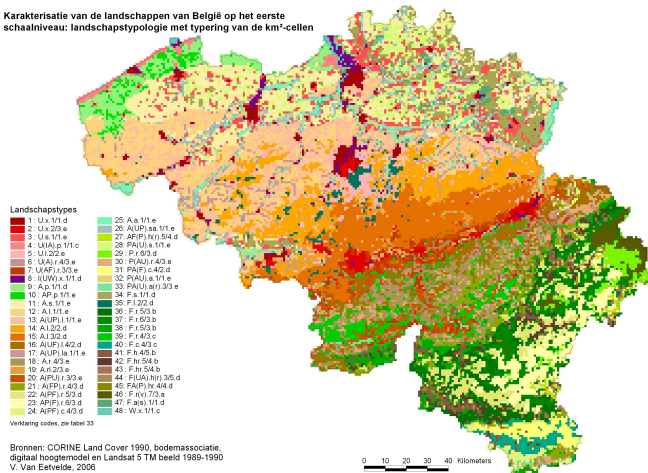 Karakterisatie van de landschappen van België op het eerste
schaalniveau: landschapstypologie met typering van de km²-cellen
Landschapstypes
1 : U.x.1/1.d
2 : U.x.2/3.e
3 : U.s.1/1.e
4 : U(IA).p.1/1.c
5 : U.l.2/2.e
6 : U(A).r.4/3.e
7 : U(AF).r.3/3.e
8 : I(UW).x.1/1.d
9 : A.p.1/1.d
10 : AP.p.1/1.e
11 : A.s.1/1.e
12 : A.l.1/1.e
13 : A(UP).l.1/1.e
14 : A.l.2/2.d
15 : A.l.3/2.d
16 : A(UF).l.4/2.d
17 : A(UP).la.1/1.e
18 : A.r.4/3.e
19 : A.rl.2/3.e
20 : A(PU).r.3/3.e
21 : A(FP).r.4/3.d
22 : A(PF).r.5/3.d
23 : AP(F).r.6/3.d
24 : A(PF).c.4/3.d
25 : A.a.1/1.e
26 : A(UP).sa.1/1.e
27 : AF(P).h(r).5/4.d
28 : PA(U).s.1/1.e
29 : P.r.6/3.d
30 : P(AU).r.4/3.e
31 : PA(F).c.4/2.d
32 : P(AU).a.1/1.e
33 : PA(U).a(r).3/3.e
34 : F.s.1/1.d
35 : F.l.2/2.d
36 : F.r.5/3.b
37 : F.r.6/3.b
38 : F.r.5/3.b
39 : F.r.4/3.c
40 : F.c.4/3.c
41 : F.h.4/5.b
42 : F.hr.5/4.b
43 : F.hr.5/4.b
44 : F(UA).h(r).3/5.d
45 : FA(P).hr.4/4.d
46 : F.r(v).7/3.a
47 : F.a(s).1/1.d
48 : W.x.1/1.c
Verklaring codes, zie tabel 33
Bronnen: CORINE Land Cover 1990, bodemassociatie,
digitaal hoogtemodel en Landsat 5 TM beeld 1989-1990
V. Van Eetvelde, 2006
0 10 20 30 40 Kilometers